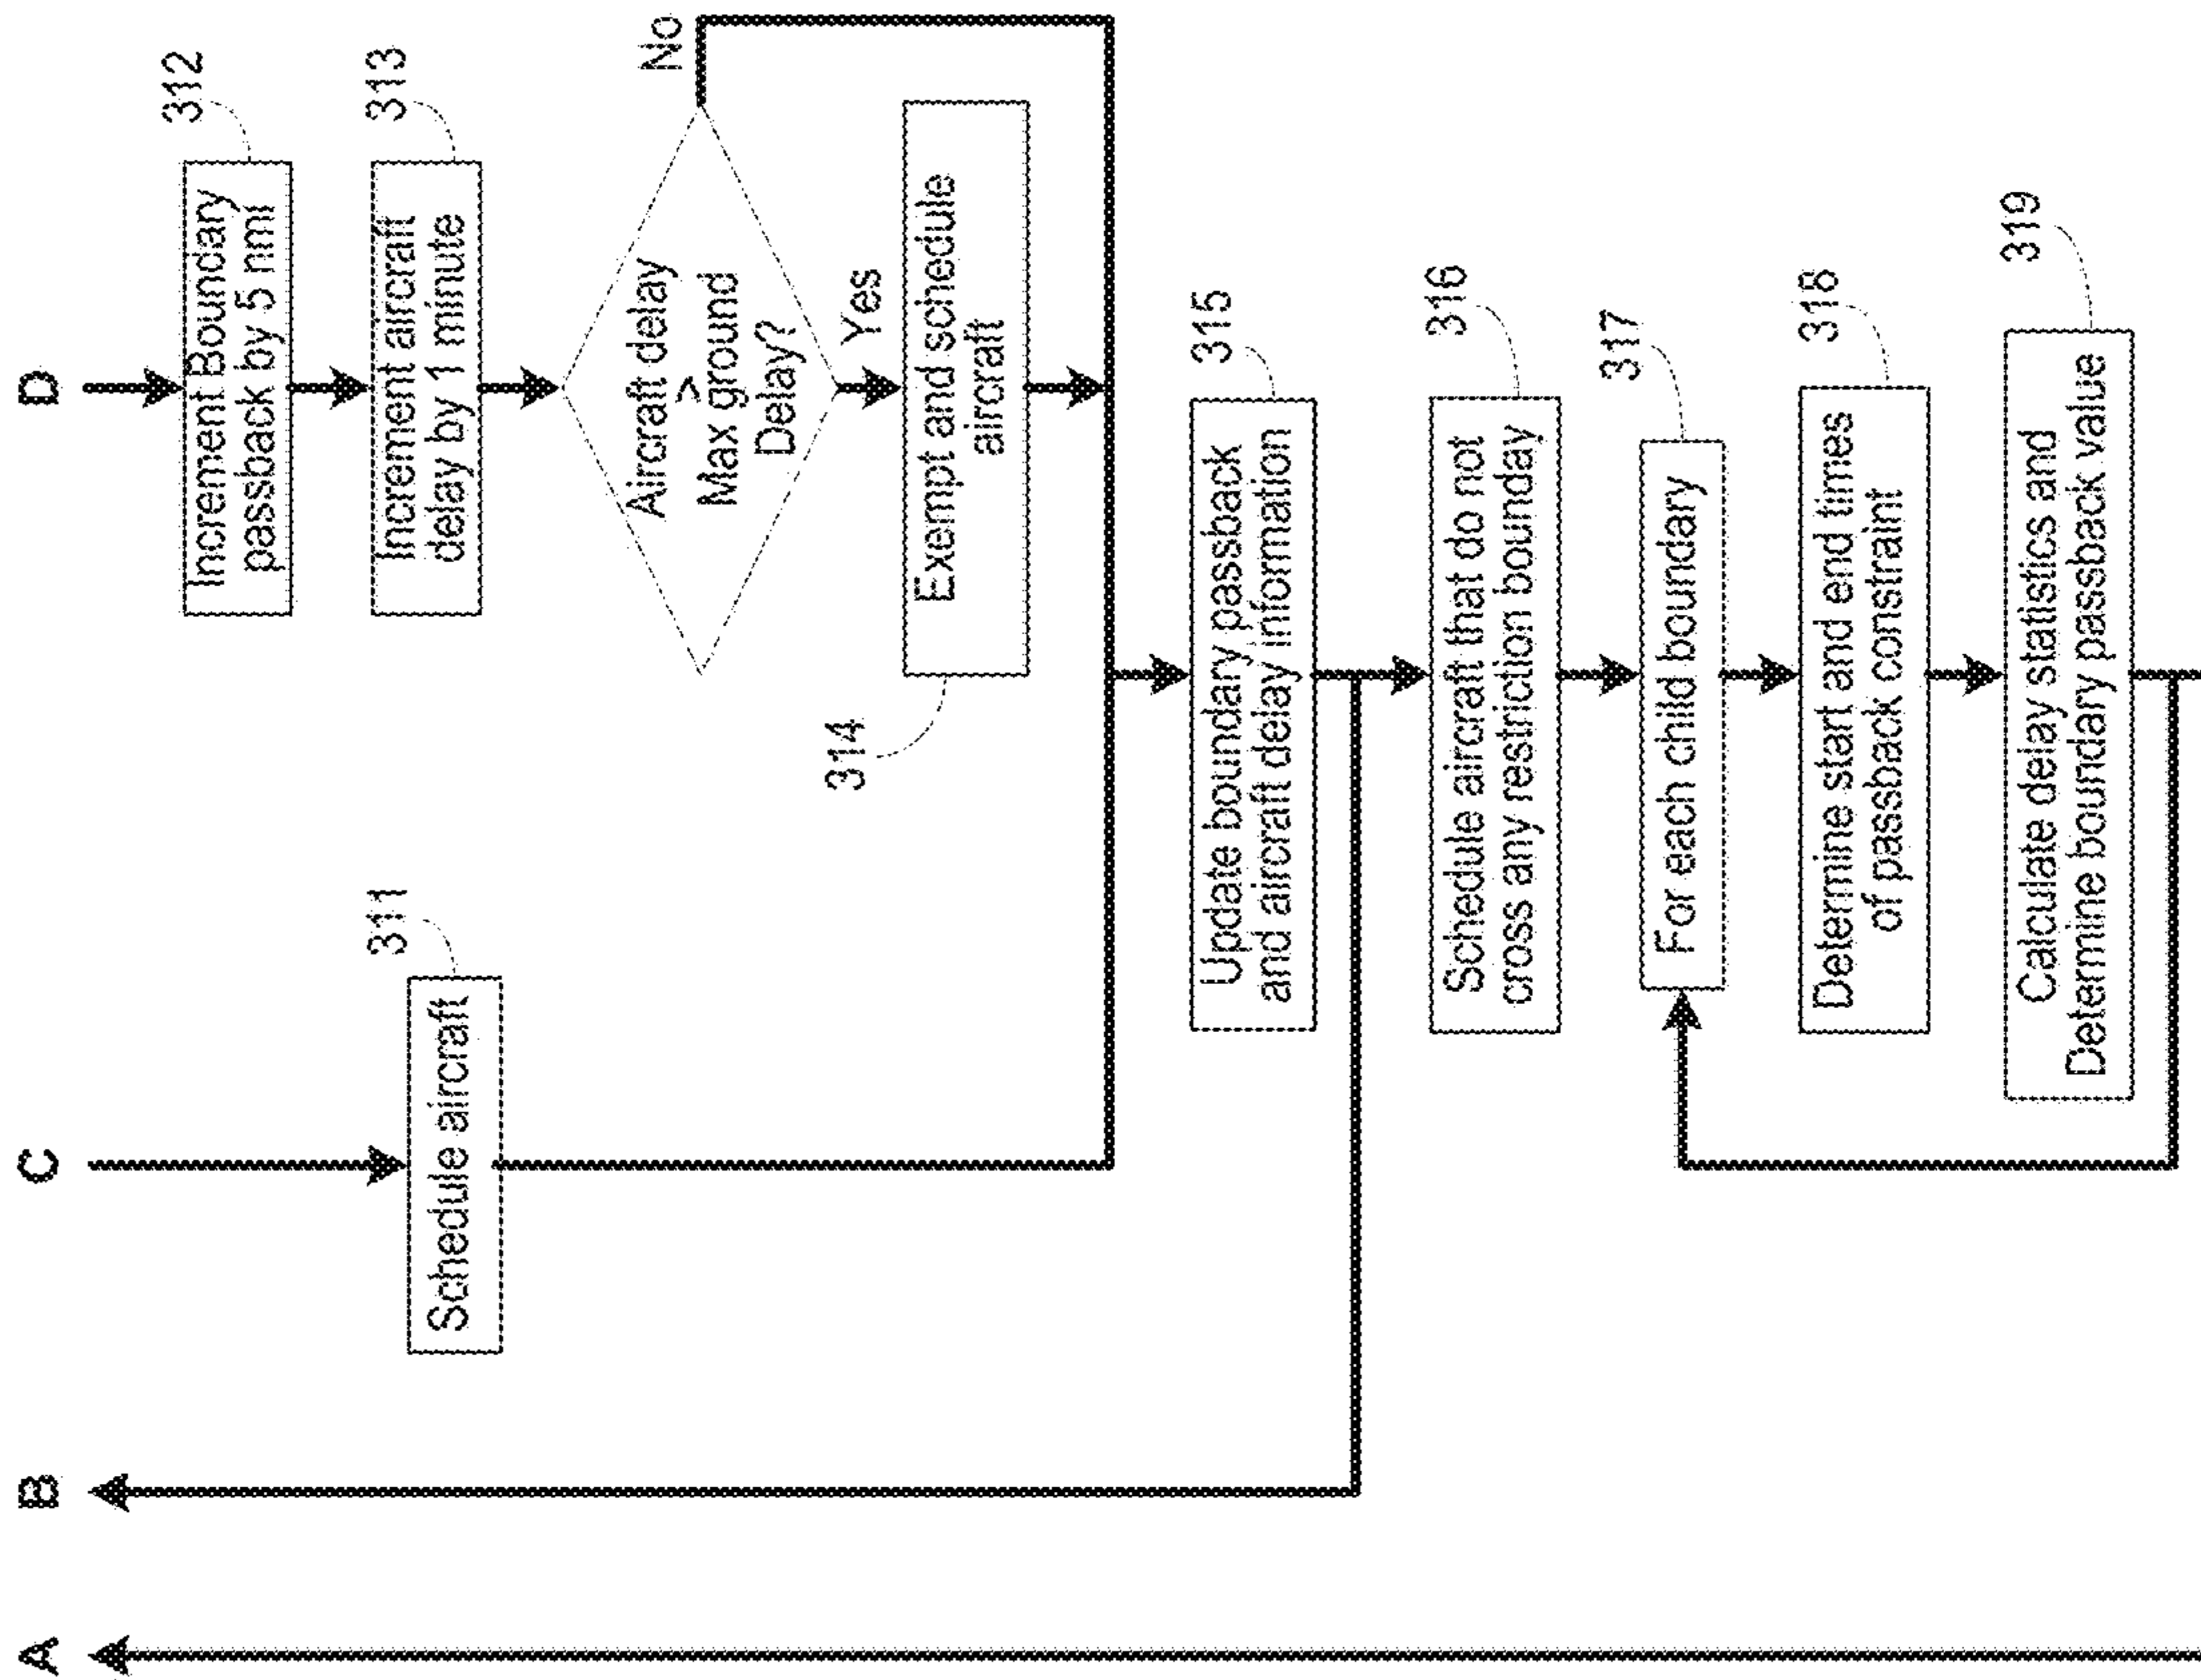 A
B
C
D
312
Increment Boundary
passback by 5 nmi
313
Increment aircraft
delay by 1 minute
311
Schedule aircraft
Aircraft delay
>
Max ground
Delay?
No
Yes
314
Exempt and schedule
aircraft
315
Update boundary passback
and aircraft delay information
316
Schedule aircraft that do not
cross any restriction boundary
317
For each child boundary
318
Determine start and end times
of passback constraint
319
Calculate delay statistics and
Determine boundary passback value